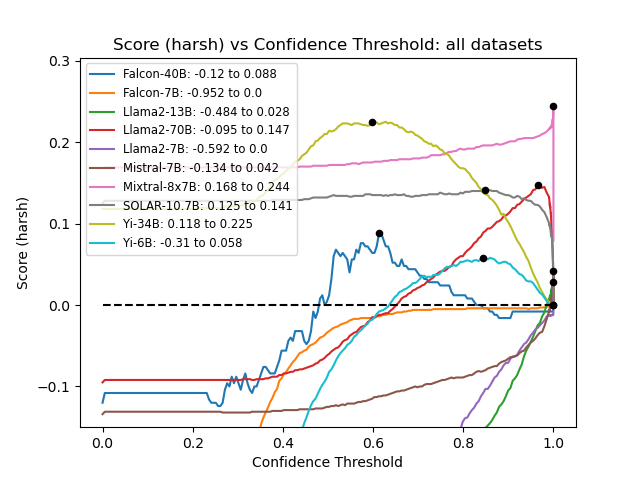 Score (harsh) vs Confidence Threshold: all datasets
Score (harsh)
0.3
0.2
0.1
0.0
−0.1
Falcon-40B: -0.12 to 0.088
Falcon-7B: -0.952 to 0.0
Llama2-13B: -0.484 to 0.028
Llama2-70B: -0.095 to 0.147
Llama2-7B: -0.592 to 0.0
Mistral-7B: -0.134 to 0.042
Mixtral-8x7B: 0.168 to 0.244
SOLAR-10.7B: 0.125 to 0.141
Yi-34B: 0.118 to 0.225
Yi-6B: -0.31 to 0.058
0.0 0.2 0.4 0.6 0.8 1.0
Confidence Threshold